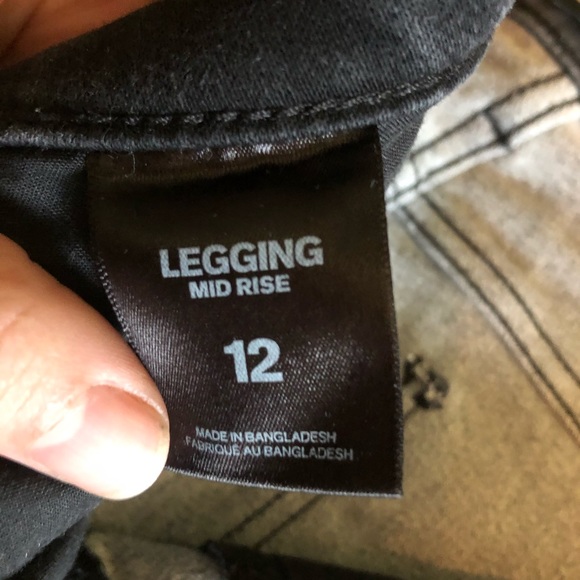 LEGGING
MID RISE
12
MADE IN BANGLADESH
FABRIQUÉ AU BANGLADESH